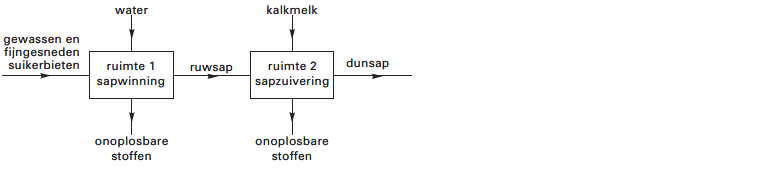 water
kalkmelk
gewassen en
fijngesneden
suikerbieten
ruimte 1
sapwinning
ruwsap
ruimte 2
sapzuivering
dunsap
onoplosbare
stoffen
onoplosbare
stoffen